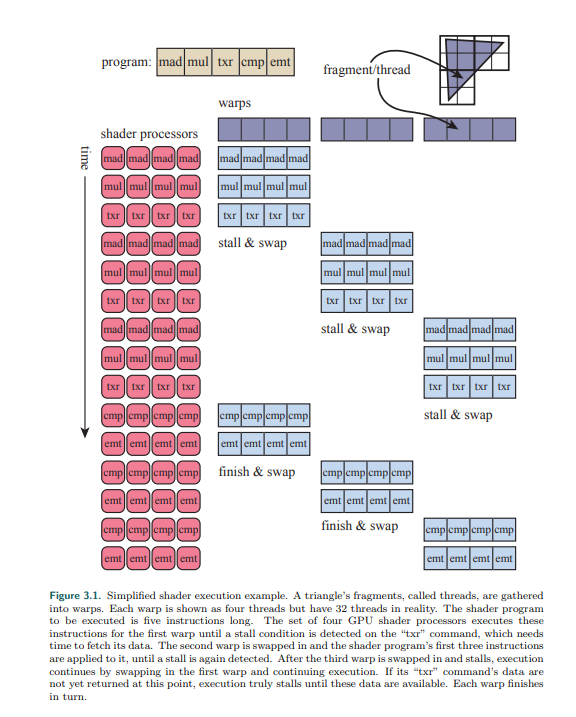 program: mad mul txr cmp emt
fragment/thread
warps
shader processors
time
mad mad mad mad mad mad mad mad
mul mul mul mul mul mul mul mul
txr txr txr txr txr txr txr txr
mad mad mad mad stall & swap mad mad mad mad
mul mul mul mul mul mul mul mul
txr txr txr txr txr txr txr txr
mad mad mad mad stall & swap mad mad mad mad
mul mul mul mul mul mul mul mul
txr txr txr txr txr txr txr txr
cmp cmp cmp cmp cmp cmp cmp cmp stall & swap
emt emt emt emt emt emt emt emt
cmp cmp cmp cmp finish & swap cmp cmp cmp cmp
emt emt emt emt emt emt emt emt
cmp cmp cmp cmp finish & swap cmp cmp cmp cmp
emt emt emt emt emt emt emt emt
Figure 3.1. Simplified shader execution example. A triangle's fragments, called threads, are gathered
into warps. Each warp is shown as four threads but have 32 threads in reality. The shader program
to be executed is five instructions long. The set of four GPU shader processors executes these
instructions for the first warp until a stall condition is detected on the “txr” command, which needs
time to fetch its data. The second warp is swapped in and the shader program's first three instructions
are applied to it, until a stall is again detected. After the third warp is swapped in and stalls, execution
continues by swapping in the first warp and continuing execution. If its “txr” command's data are
not yet returned at this point, execution truly stalls until these data are available. Each warp finishes
in turn.